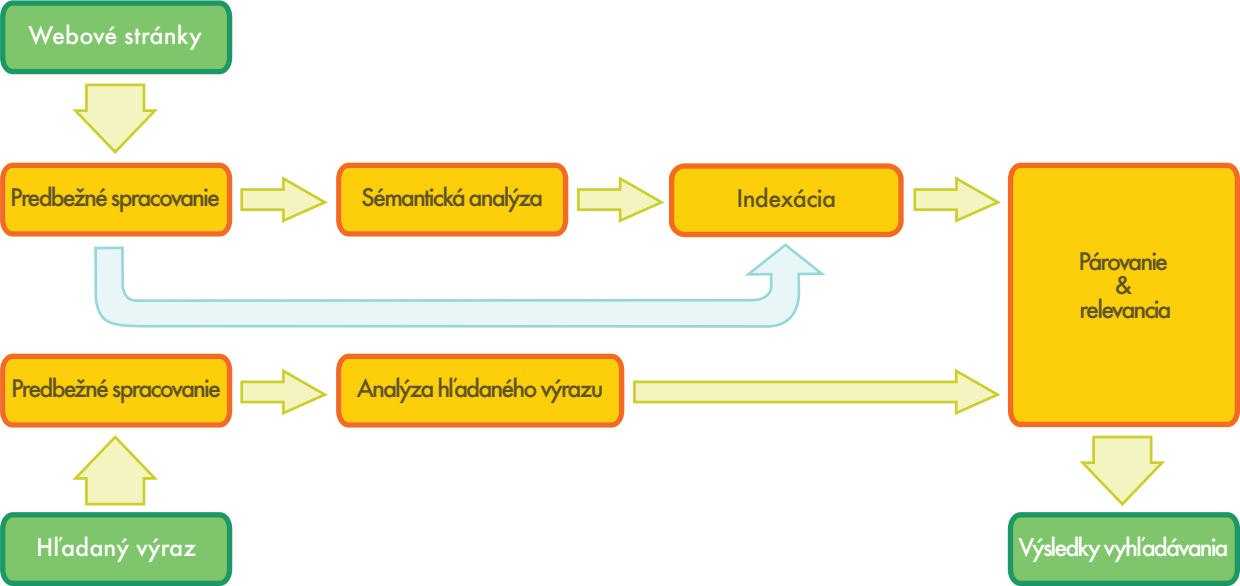 Webové stránky
Predbežné spracovanie
Sémantická analýza
Indexácia
Párovanie
&
relevancia
Predbežné spracovanie
Analýza hľadaného výrazu
Hľadaný výraz
Výsledky vyhľadávania